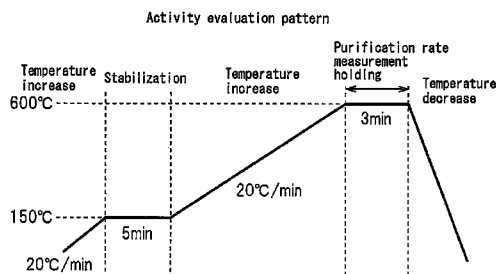 Activity evaluation pattern
Temperature
increase
Stabilization
Temperature
increase
Purification rate
measurement
holding
Temperature
decrease
600℃
3min
20℃/min
150℃
5min
20℃/min